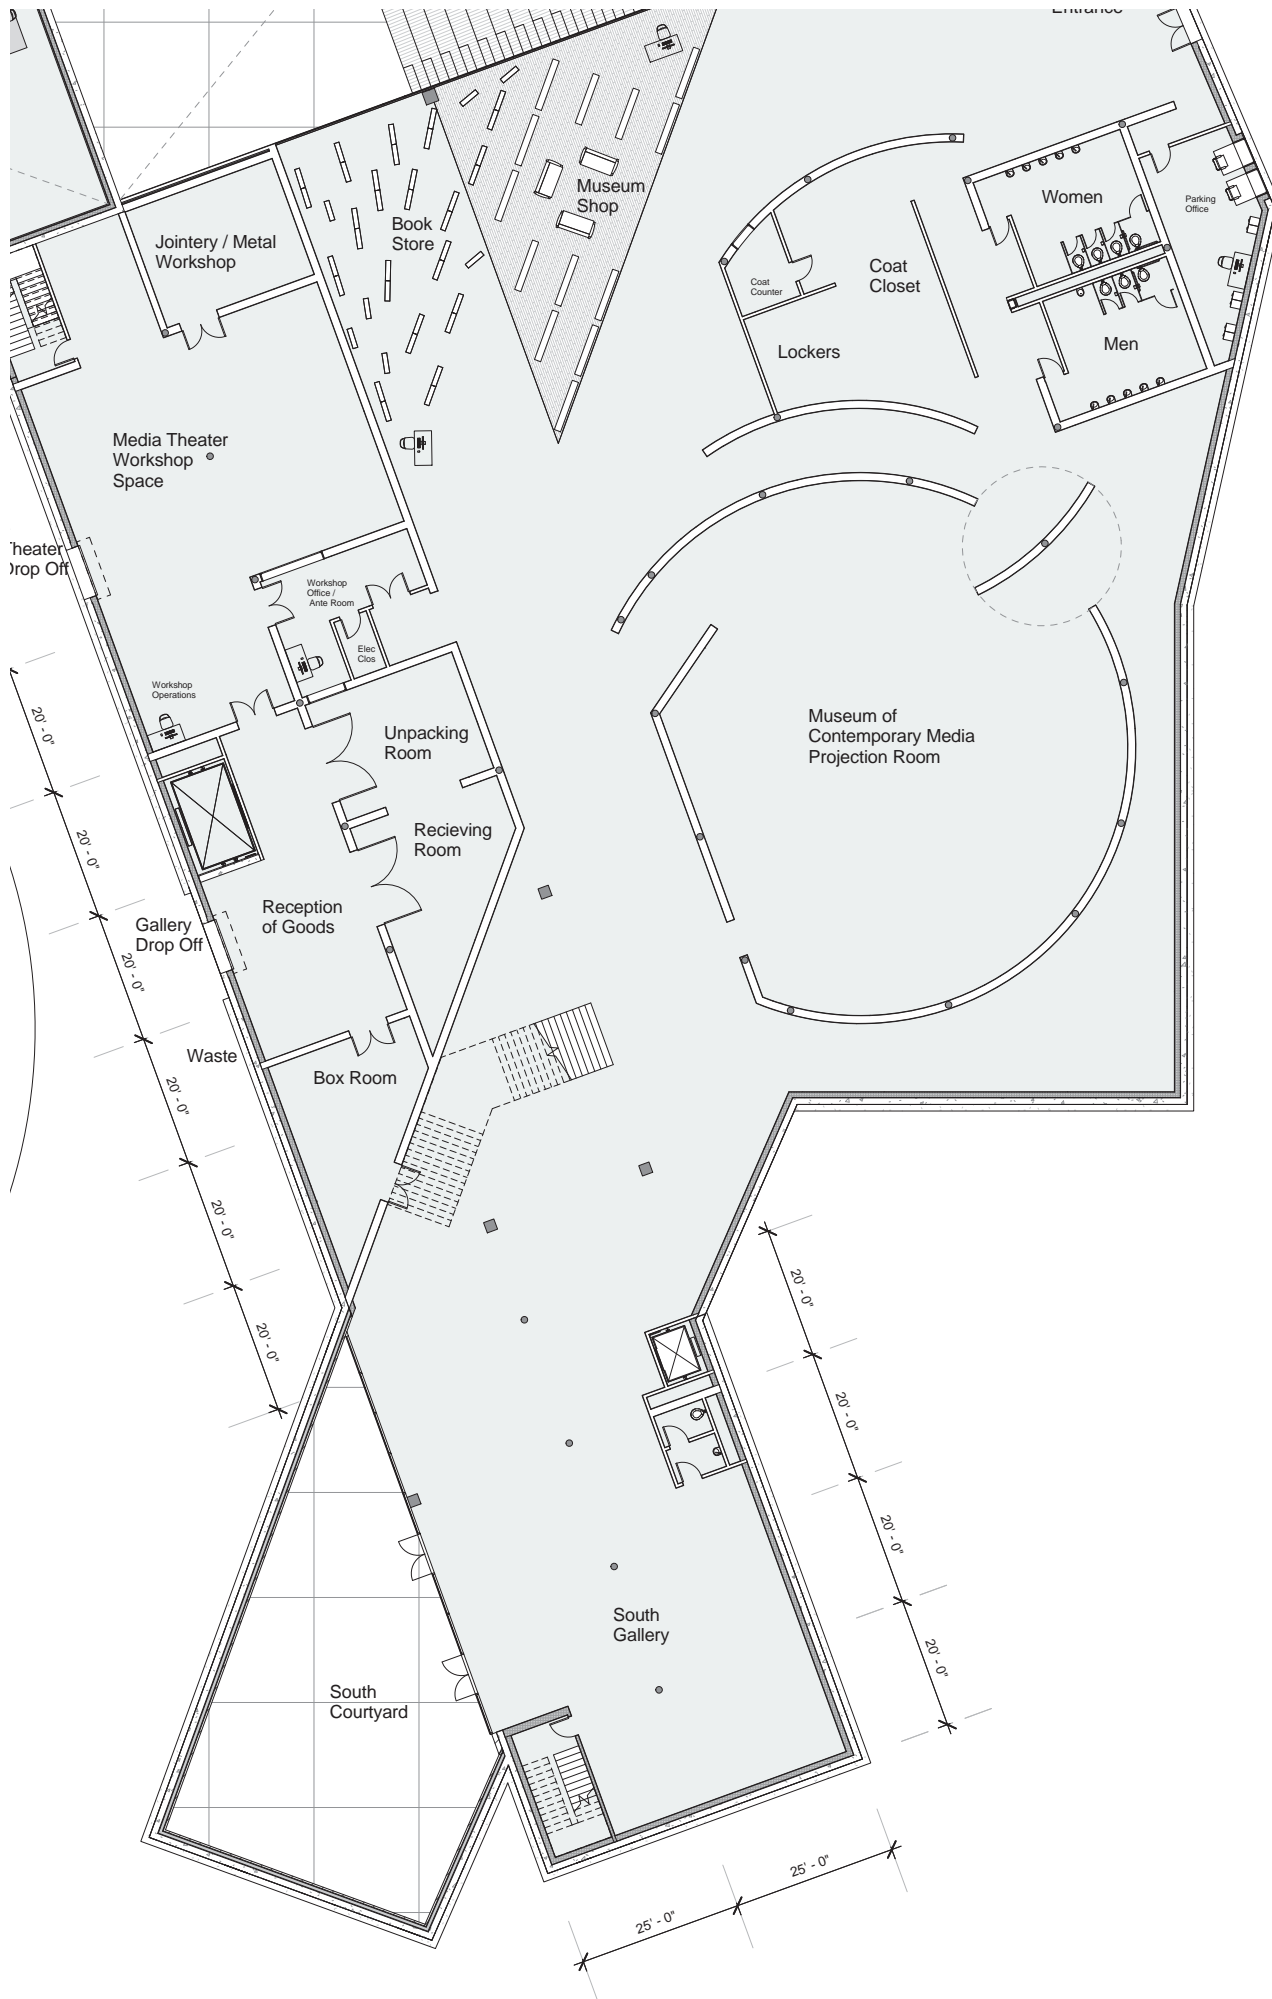 Museum
Shop
Book
Store
Jointery / Metal
Workshop
Women
Parking
Office
Coat
Closet
Coat
Counter
Lockers
Men
Media Theater
Workshop
Space
Workshop
Office /
Ante Room
Elec
Clos
Workshop
Operations
Unpacking
Room
Museum of
Contemporary Media
Projection Room
Recieving
Room
Reception
of Goods
Gallery
Drop Off
Waste
Box Room
20' - 0"
20' - 0"
20' - 0"
20' - 0"
20' - 0"
20' - 0"
20' - 0"
20' - 0"
20' - 0"
20' - 0"
South
Gallery
South
Courtyard
25' - 0"
25' - 0"